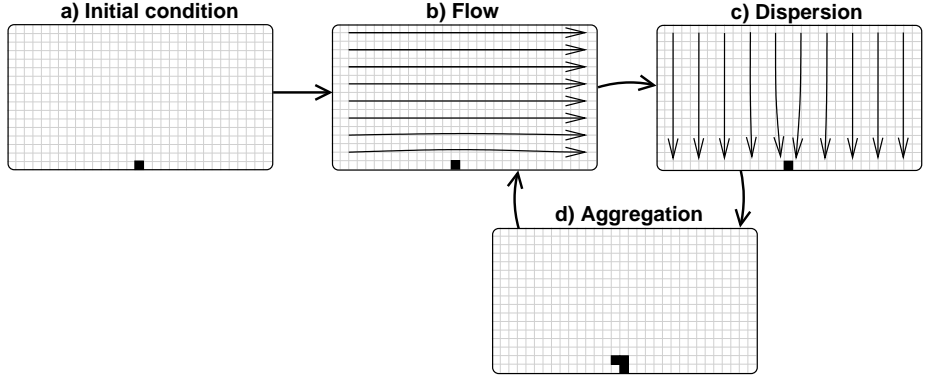 a) Initial condition
b) Flow
c) Dispersion
d) Aggregation